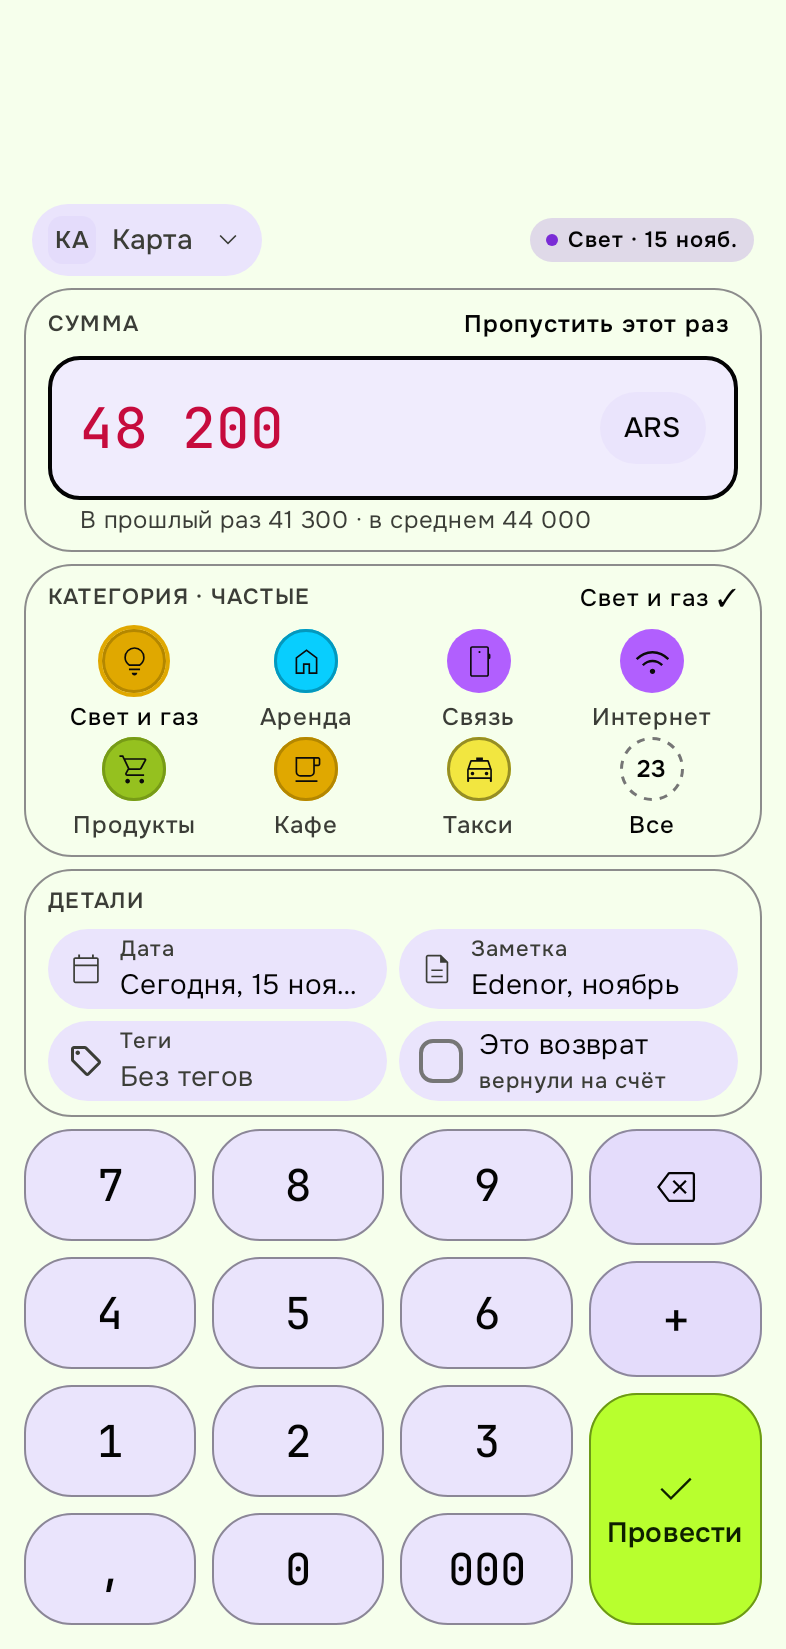 КА Карта
Свет · 15 нояб.
СУММА
Пропустить этот раз
48 200
ARS
В прошлый раз 41 300 · в среднем 44 000
КАТЕГОРИЯ · ЧАСТЫЕ
Свет и газ ✓
Свет и газ
Аренда
Связь
Интернет
23
Продукты
Кафе
Такси
Все
ДЕТАЛИ
Дата
Сегодня, 15 ноя...
Заметка
Edenor, ноябрь
Теги
Без тегов
Это возврат
вернули на счёт
7
8
9
4
5
6
+
1
2
3
Провести
,
0
000